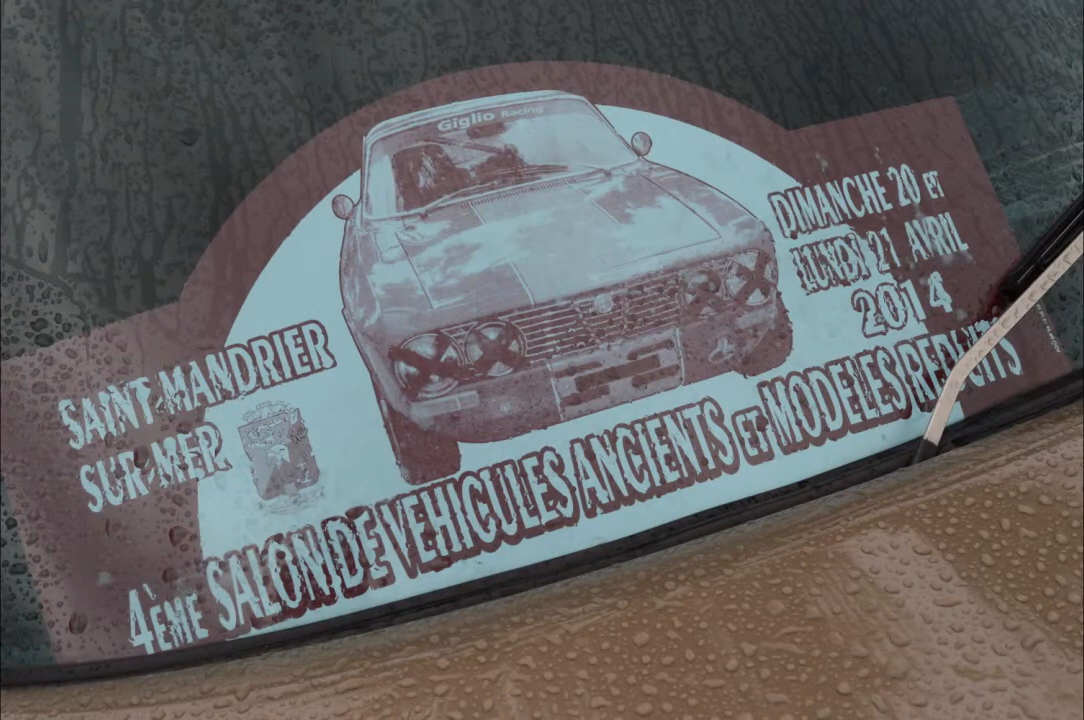 Giglio Racing
DIMANCHE 20 ET
LUNDI 21 AVRIL
2014
SAINT-MANDRIER
SUR-MER
4ÈME SALON DE VEHICULES ANCIENTS ET MODELES REDUITS